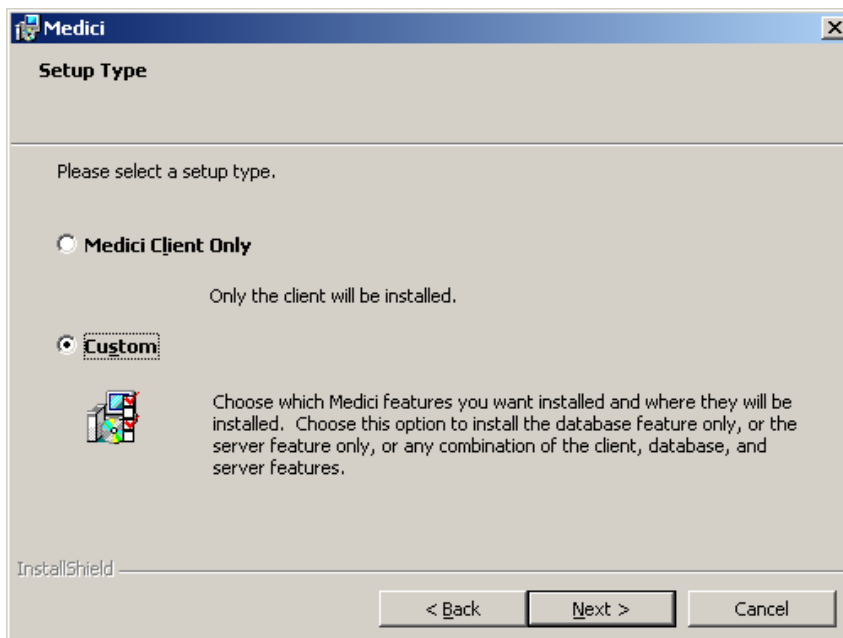 Medici
Setup Type
Please select a setup type.
Medici Client Only
Only the client will be installed.
Custom
Choose which Medici features you want installed and where they will be
installed.  Choose this option to install the database feature only, or the
server feature only, or any combination of the client, database, and
server features.
InstallShield
< Back
Next >
Cancel